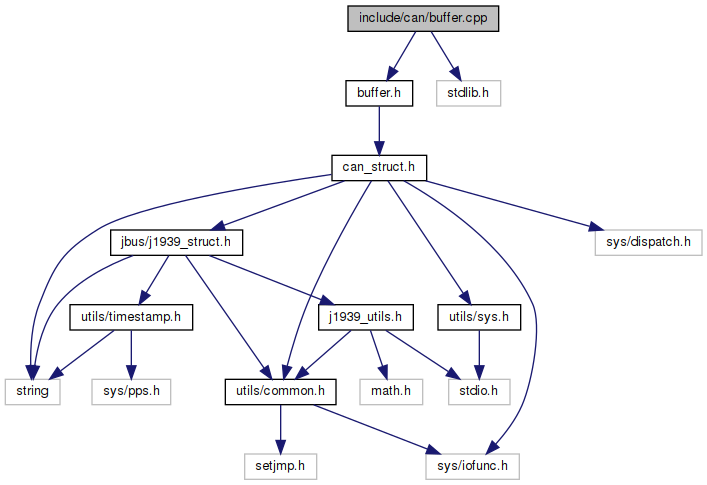 include/can/buffer.cpp
buffer.h
stdlib.h
can_struct.h
jbus/j1939_struct.h
sys/dispatch.h
utils/timestamp.h
j1939_utils.h
utils/sys.h
string
sys/pps.h
utils/common.h
math.h
stdio.h
setjmp.h
sys/iofunc.h